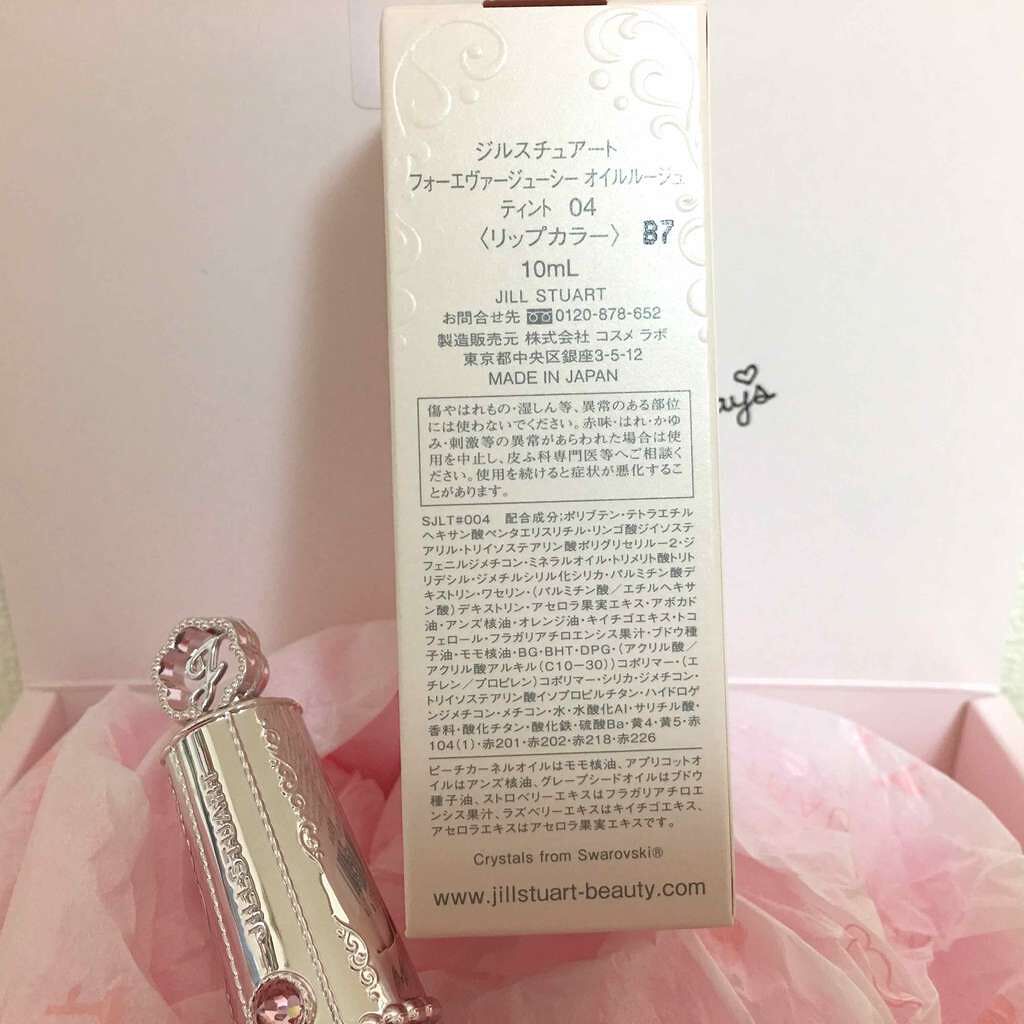 ジルスチュアート
フォーエヴァージューシー オイルルージュ
ティント 04
〈リップカラー〉 B7
10mL
JILL STUART
お問合せ先 0120-878-652
製造販売元 株式会社 コスメ ラボ
東京都中央区銀座3-5-12
MADE IN JAPAN
傷やはれもの・湿しん等、異常のある部位
には使わないでください。赤味・はれ・かゆ
み・刺激等の異常があらわれた場合は使
用を中止し、皮ふ科専門医等へご相談く
ださい。使用を続けると症状が悪化するこ
とがあります。
SJLT#004 配合成分;ポリブテン・テトラエチル
ヘキサン酸ペンタエリスリチル・リンゴ酸ジイソステ
アリル・トリイソステアリン酸ポリグリセリル-2・ジ
フェニルジメチコン・ミネラルオイル・トリメリト酸トリト
リデシル・ジメチルシリル化シリカ・パルミチン酸デ
キストリン・ワセリン・(パルミチン酸/エチルヘキサ
ン酸)デキストリン・アセロラ果実エキス・アボカド
油・アンズ核油・オレンジ油・キイチゴエキス・トコ
フェロール・フラガリアチロエンシス果汁・ブドウ種
子油・モモ核油・BG・BHT・DPG・(アクリル酸/
アクリル酸アルキル(C10-30))コポリマー・(エ
チレン/プロピレン)コポリマー・シリカ・ジメチコン・
トリイソステアリン酸イソプロピルチタン・ハイドロゲ
ンジメチコン・メチコン・水・水酸化Al・サリチル酸・
香料・酸化チタン・酸化鉄・硫酸Ba・黄4・黄5・赤
104(1)・赤201・赤202・赤218・赤226
ピーチカーネルオイルはモモ核油、アプリコットオ
イルはアンズ核油、グレープシードオイルはブドウ
種子油、ストロベリーエキスはフラガリアチロエ
ンシス果汁、ラズベリーエキスはキイチゴエキス、
アセロラエキスはアセロラ果実エキスです。
Crystals from Swarovski®
www.jillstuart-beauty.com
ays
J
JILL STUART